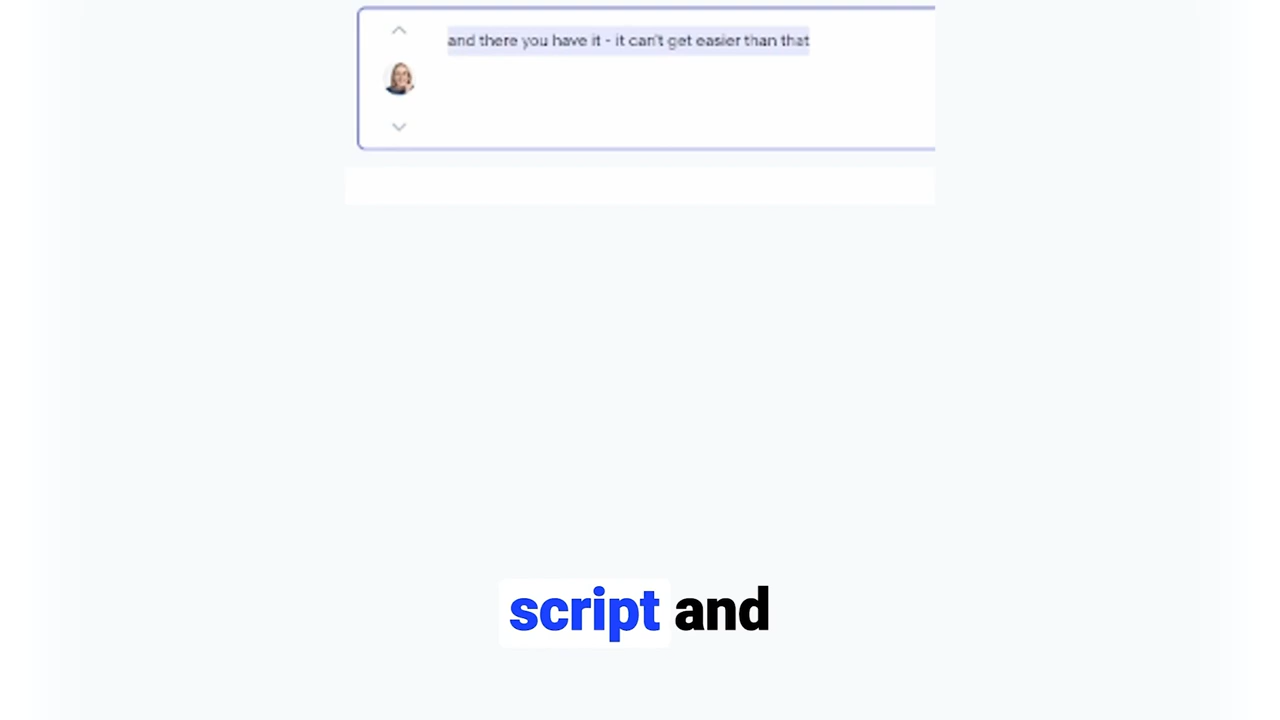 and there you have it - it can't get easier than that
script and